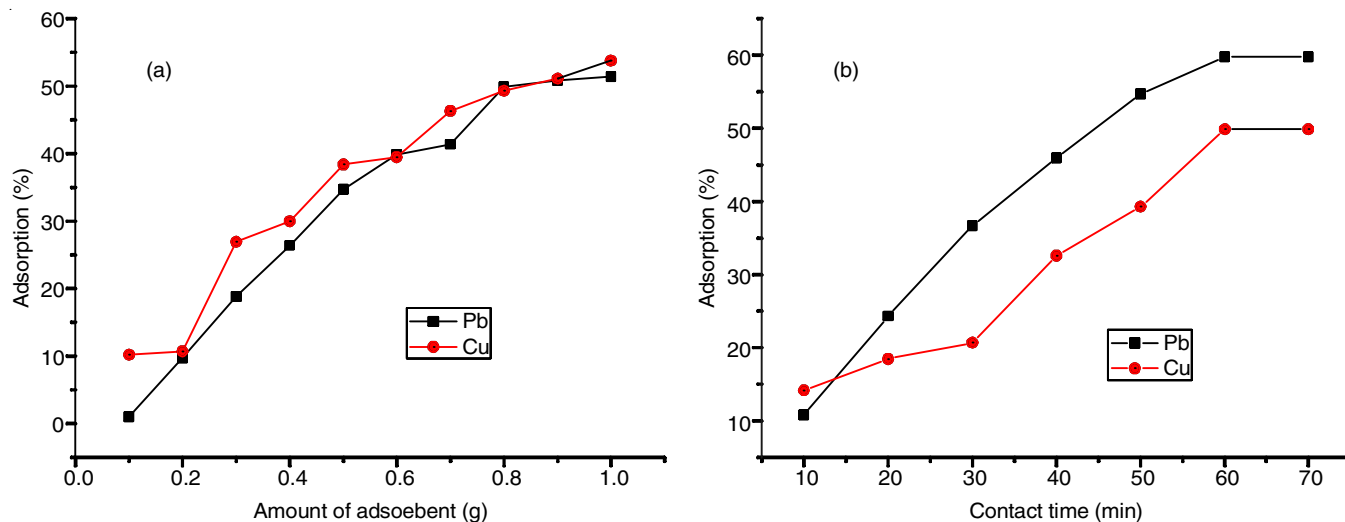 (a)
Adsorption (%)
60
50
40
30
20
10
0
Pb
Cu
0.0 0.2 0.4 0.6 0.8 1.0
Amount of adsoebent (g)
(b)
Adsorption (%)
60
50
40
30
20
10
Pb
Cu
10 20 30 40 50 60 70
Contact time (min)